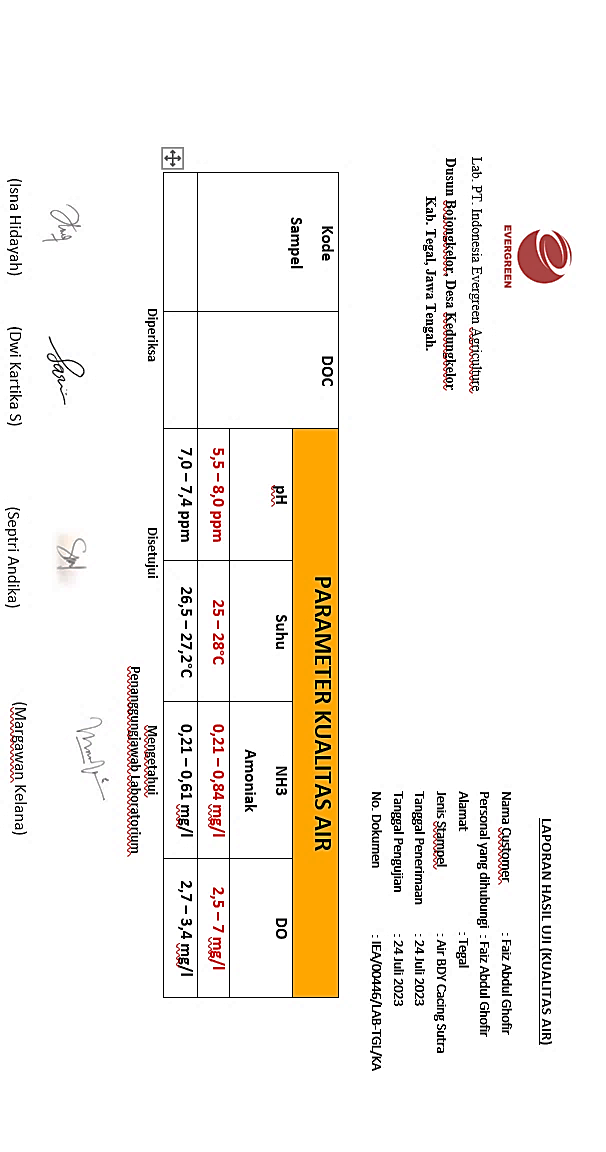 EVERGREEN
Lab. PT. Indonesia Evergreen Agriculture
Dusun Bojongkelor, Desa Kedungkelor
Kab. Tegal, Jawa Tengah.
LAPORAN HASIL UJI (KUALITAS AIR)
Nama Customer : Faiz Abdul Ghofir
Personal yang dihubungi : Faiz Abdul Ghofir
Alamat : Tegal
Jenis Stampel : Air BDY Cacing Sutra
Tanggal Penerimaan : 24 Juli 2023
Tanggal Pengujian : 24 Juli 2023
No. Dokumen : IEA/00446/LAB-TGL/KA
Kode Sampel DOC PARAMETER KUALITAS AIR
pH Suhu NH3 DO
Amoniak
5,5 – 8,0 ppm 25 – 28°C 0,21 – 0,84 mg/l 2,5 – 7 mg/l
7,0 – 7,4 ppm 26,5 – 27,2°C 0,21 – 0,61 mg/l 2,7 – 3,4 mg/l
Diperiksa Disetujui Mengetahui
Penanggungjawab Laboratorium
(Isna Hidayah) (Dwi Kartika S) (Septri Andika) (Margawan Kelana)